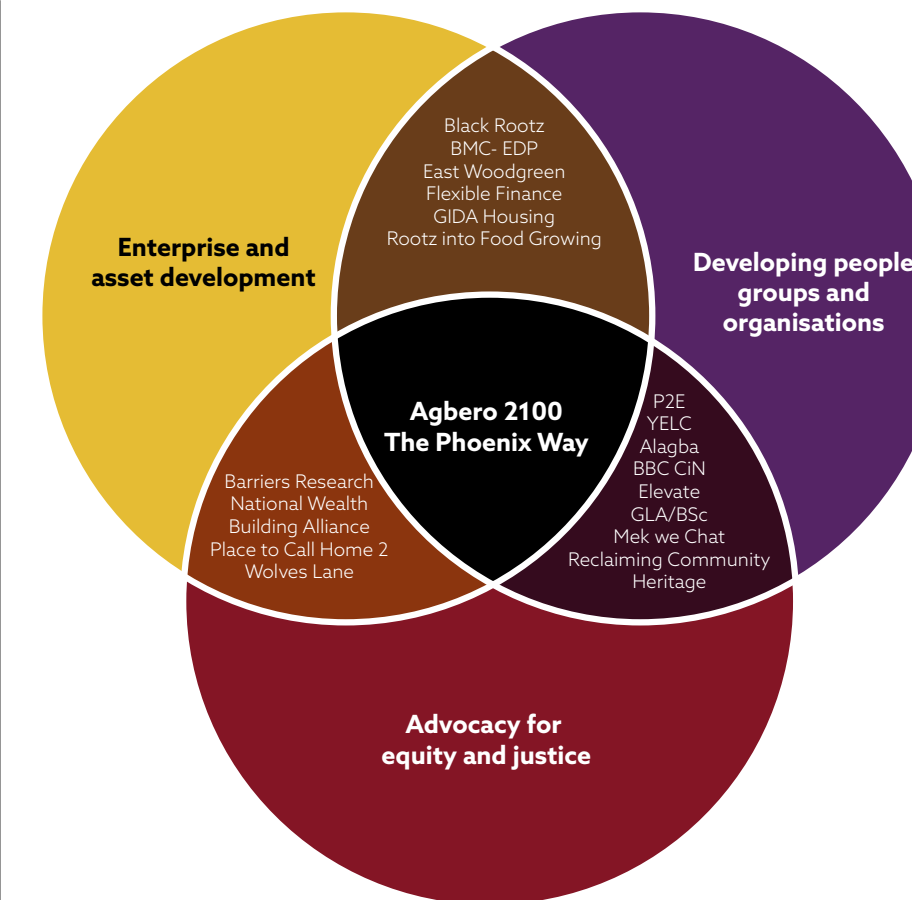 Black Rootz
BMC- EDP
East Woodgreen
Flexible Finance
GIDA Housing
Rootz into Food Growing
Enterprise and
asset development
Developing people
groups and
organisations
Agbero 2100
The Phoenix Way
P2E
YELC
Alagba
BBC CiN
Elevate
GLA/BSc
Mek we Chat
Reclaiming Community
Heritage
Barriers Research
National Wealth
Building Alliance
Place to Call Home 2
Wolves Lane
Advocacy for
equity and justice